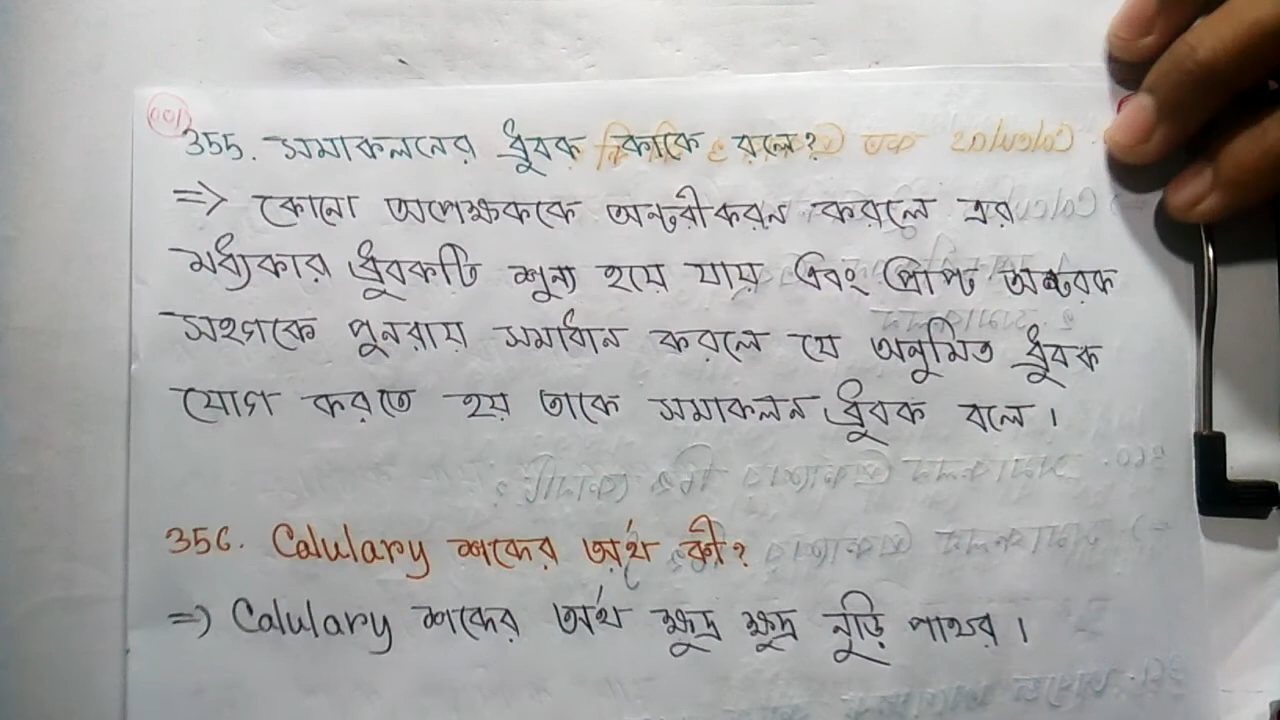 ১০০
355. সমাকলনের ধ্রুবক কাকে বলে?
=> কোনো অপেক্ষককে অন্তরীকরন করলে এর
মধ্যকার ধ্রুবকটি শূন্য হয়ে যায় এবং প্রাপ্ত অন্তরক
সহগকে পুনরায় সমাধান করলে যে অনুমিত ধ্রুবক
যোগ করতে হয় তাকে সমাকলন ধ্রুবক বলে।
356. Calulary শব্দের অর্থ কী?
=> Calulary শব্দের অর্থ ক্ষুদ্র ক্ষুদ্র নুড়ি পাথর।